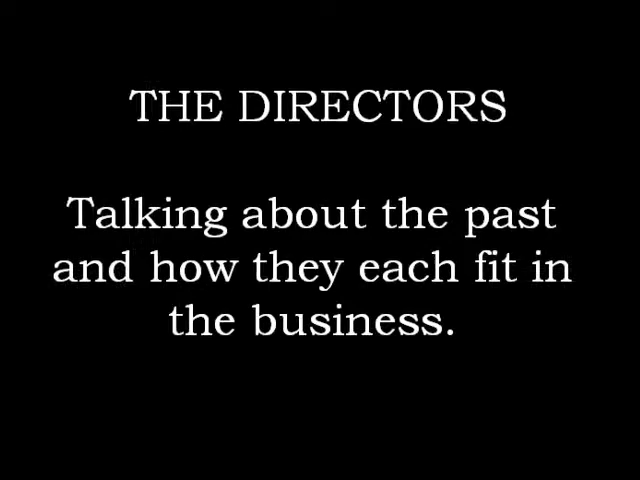 THE DIRECTORS
Talking about the past
and how they each fit in
the business.